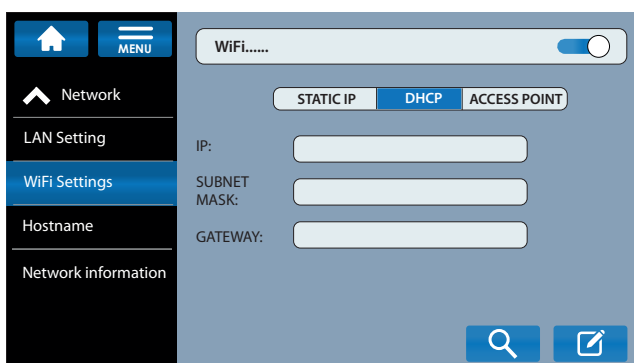 MENU
WiFi......
Network
STATIC IP DHCP ACCESS POINT
LAN Setting
IP:
WiFi Settings
SUBNET
MASK:
Hostname
GATEWAY:
Network information